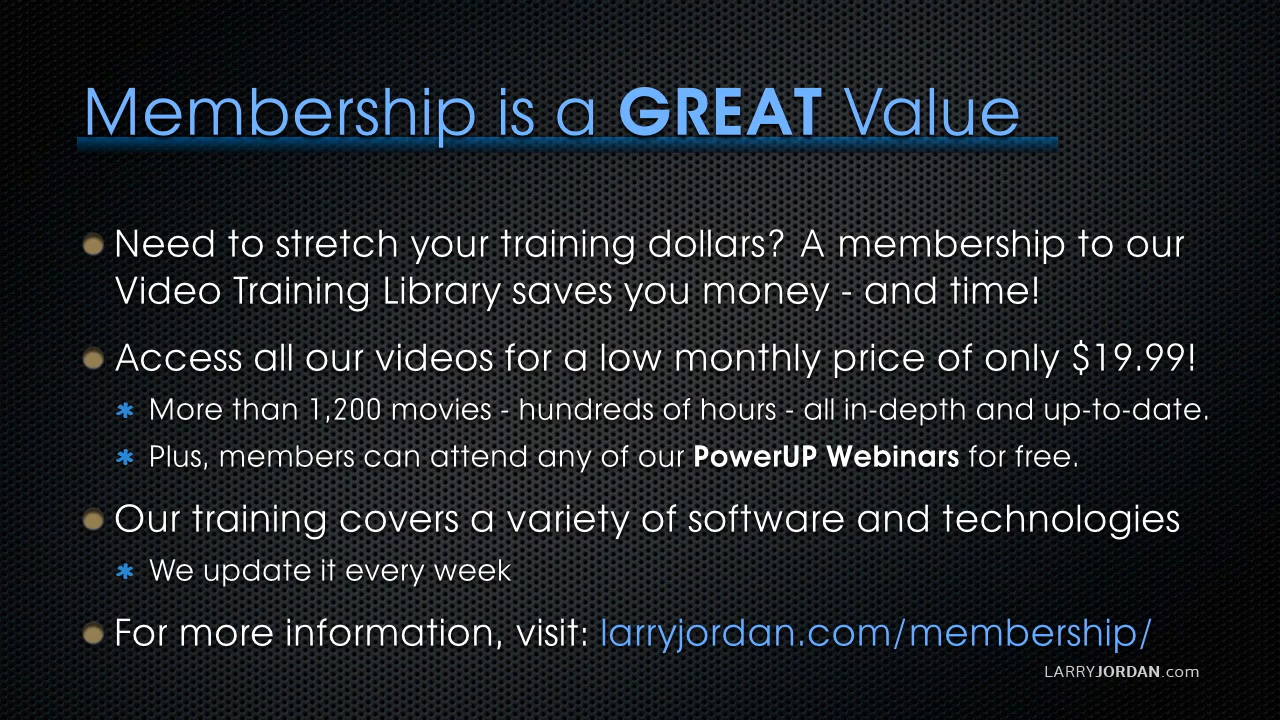 Membership is a GREAT Value
Need to stretch your training dollars? A membership to our
Video Training Library saves you money - and time!
Access all our videos for a low monthly price of only $19.99!
More than 1,200 movies - hundreds of hours - all in-depth and up-to-date.
Plus, members can attend any of our PowerUP Webinars for free.
Our training covers a variety of software and technologies
We update it every week
For more information, visit: larryjordan.com/membership/
LARRYJORDAN.com